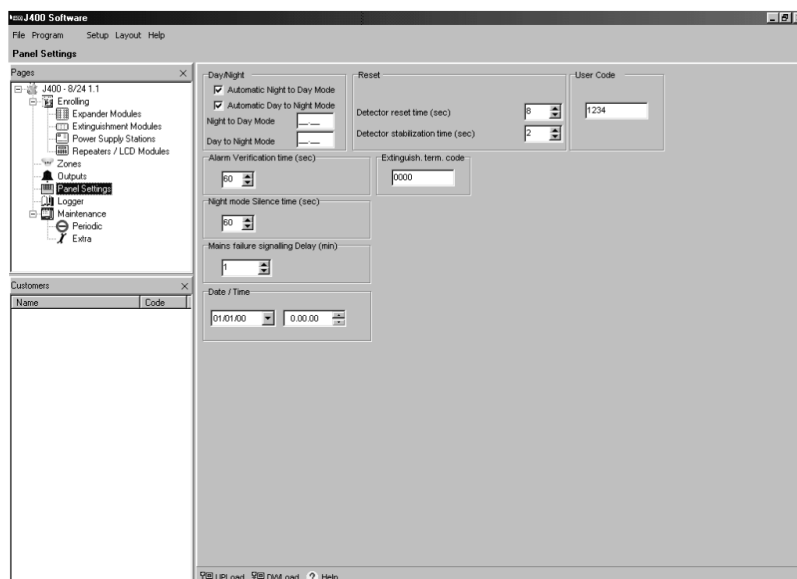 J400 Software
File Program Setup Layout Help
Panel Settings
Pages
J400 - 8/24 1.1
Enrolling
Expander Modules
Extinguishment Modules
Power Supply Stations
Repeaters / LCD Modules
Zones
Outputs
Panel Settings
Logger
Maintenance
Periodic
Extra
Customers
Name Code
Day/Night
Automatic Night to Day Mode
Automatic Day to Night Mode
Night to Day Mode __:__
Day to Night Mode __:__
Reset
Detector reset time (sec) 8
Detector stabilization time (sec) 2
User Code
1234
Alarm Verification time (sec)
60
Extinguish. term. code
0000
Night mode Silence time (sec)
60
Mains failure signalling Delay (min)
1
Date / Time
01/01/00 0.00.00
UPLoad DWLoad ? Help